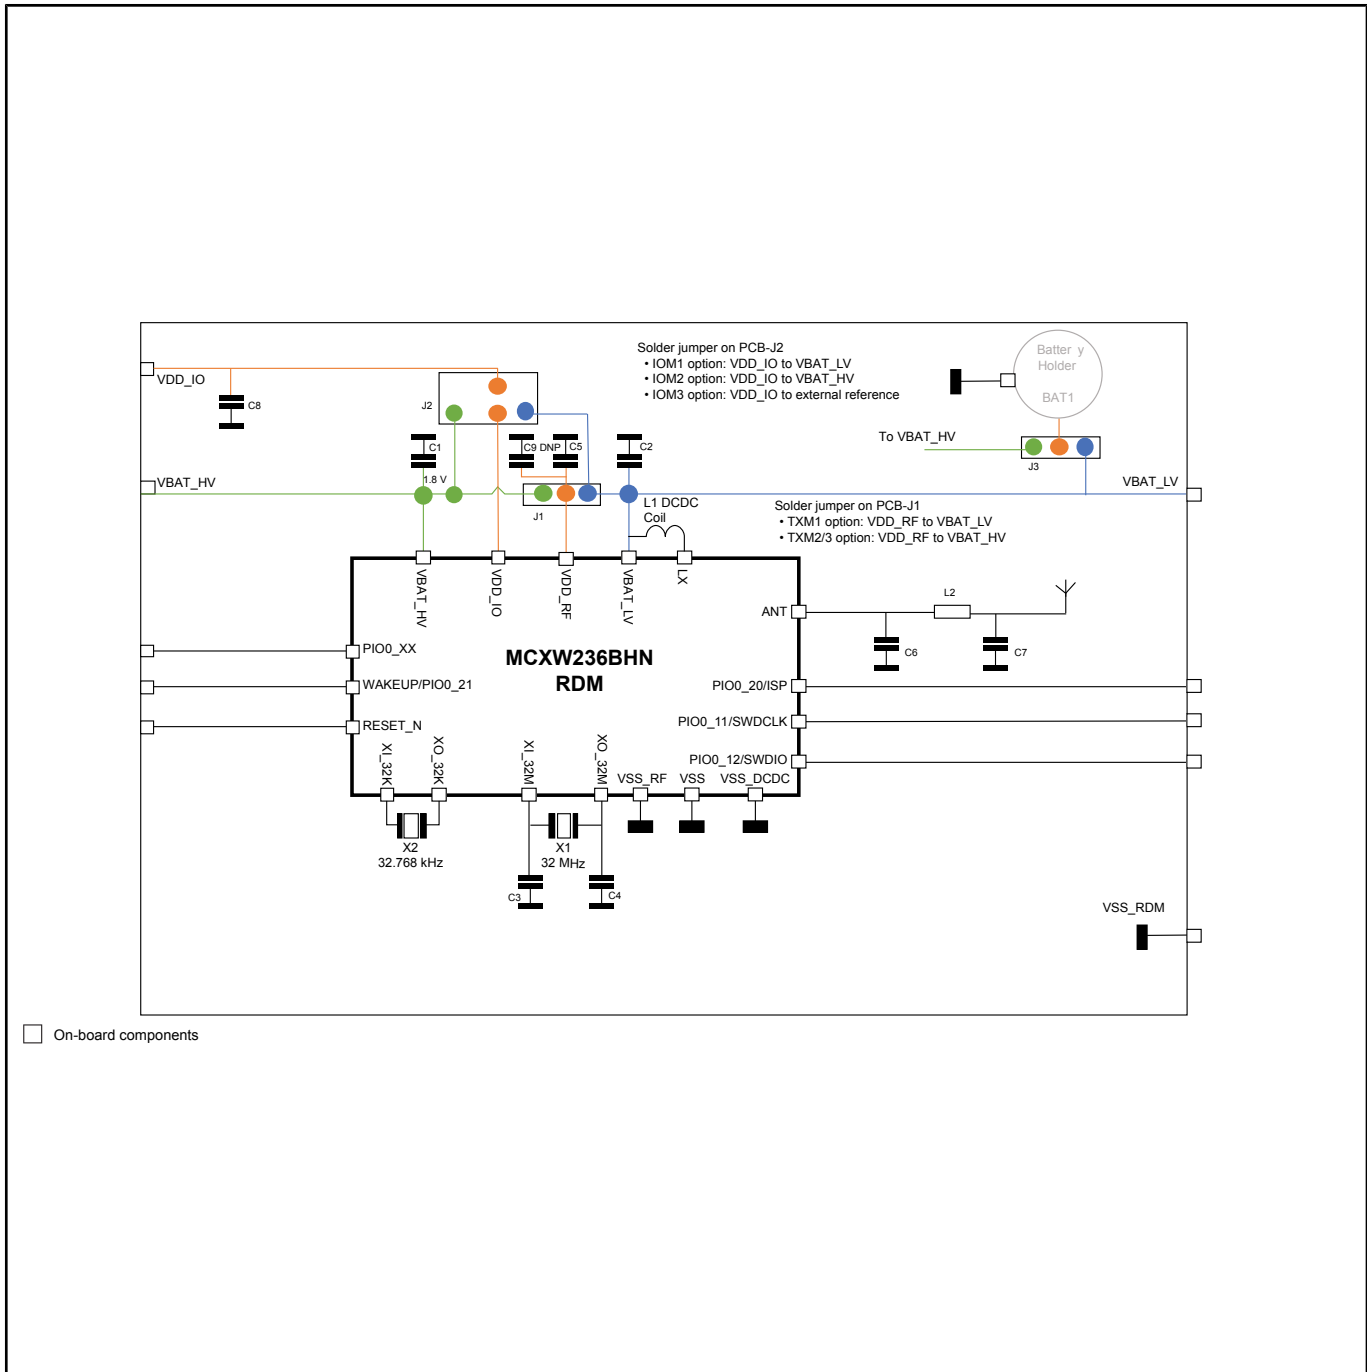 Solder jumper on PCB-J2
• IOM1 option: VDD_IO to VBAT_LV
• IOM2 option: VDD_IO to VBAT_HV
• IOM3 option: VDD_IO to external reference
Batter y
Holder
BAT1
VDD_IO
C8
J2
C1
C9 DNP
C5
C2
To VBAT_HV
J3
1.8 V
VBAT_HV
VBAT_LV
J1
L1 DCDC
Coil
Solder jumper on PCB-J1
• TXM1 option: VDD_RF to VBAT_LV
• TXM2/3 option: VDD_RF to VBAT_HV
VBAT_HV
VDD_IO
VDD_RF
VBAT_LV
LX
ANT
L2
C6
C7
MCXW236BHN
RDM
PIO0_XX
WAKEUP/PIO0_21
RESET_N
PIO0_20/ISP
PIO0_11/SWDCLK
PIO0_12/SWDIO
XI_32K
XO_32K
XI_32M
XO_32M
VSS_RF
VSS
VSS_DCDC
X2
32.768 kHz
X1
32 MHz
C3
C4
VSS_RDM
On-board components